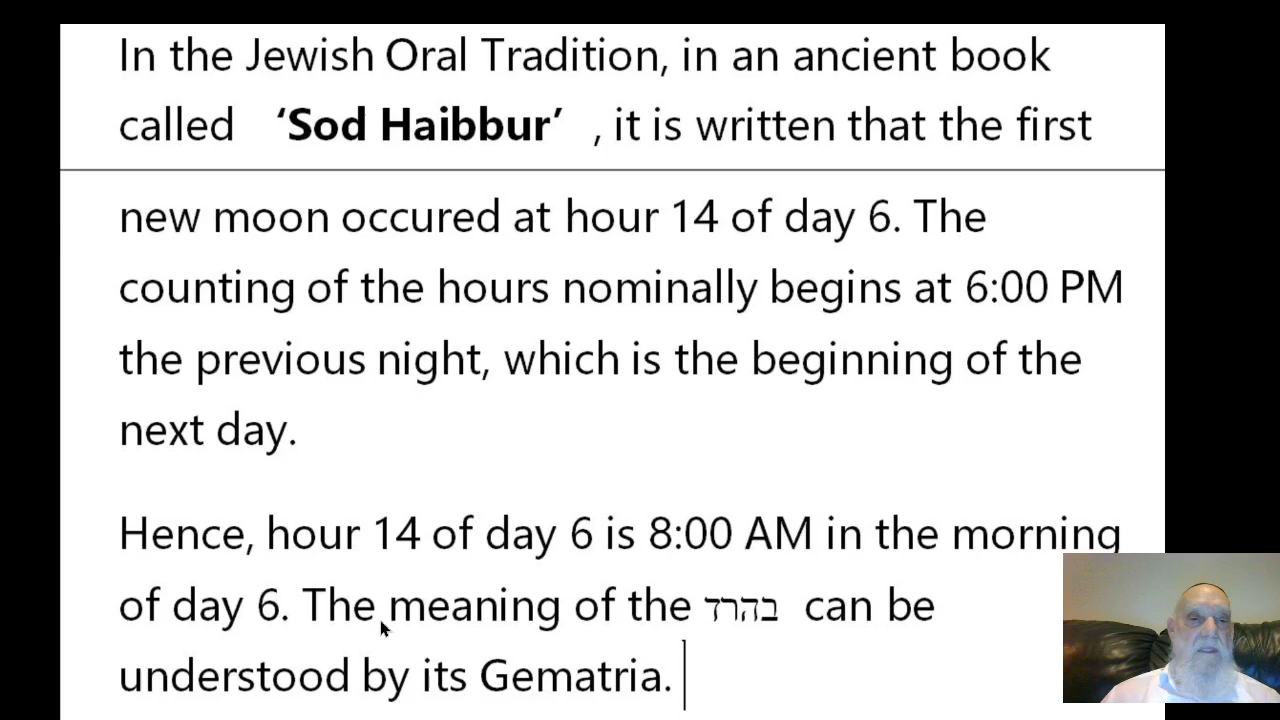 In the Jewish Oral Tradition, in an ancient book
called ‘Sod Haibbur’ , it is written that the first
new moon occured at hour 14 of day 6. The
counting of the hours nominally begins at 6:00 PM
the previous night, which is the beginning of the
next day.
Hence, hour 14 of day 6 is 8:00 AM in the morning
of day 6. The meaning of the בהרד can be
understood by its Gematria.